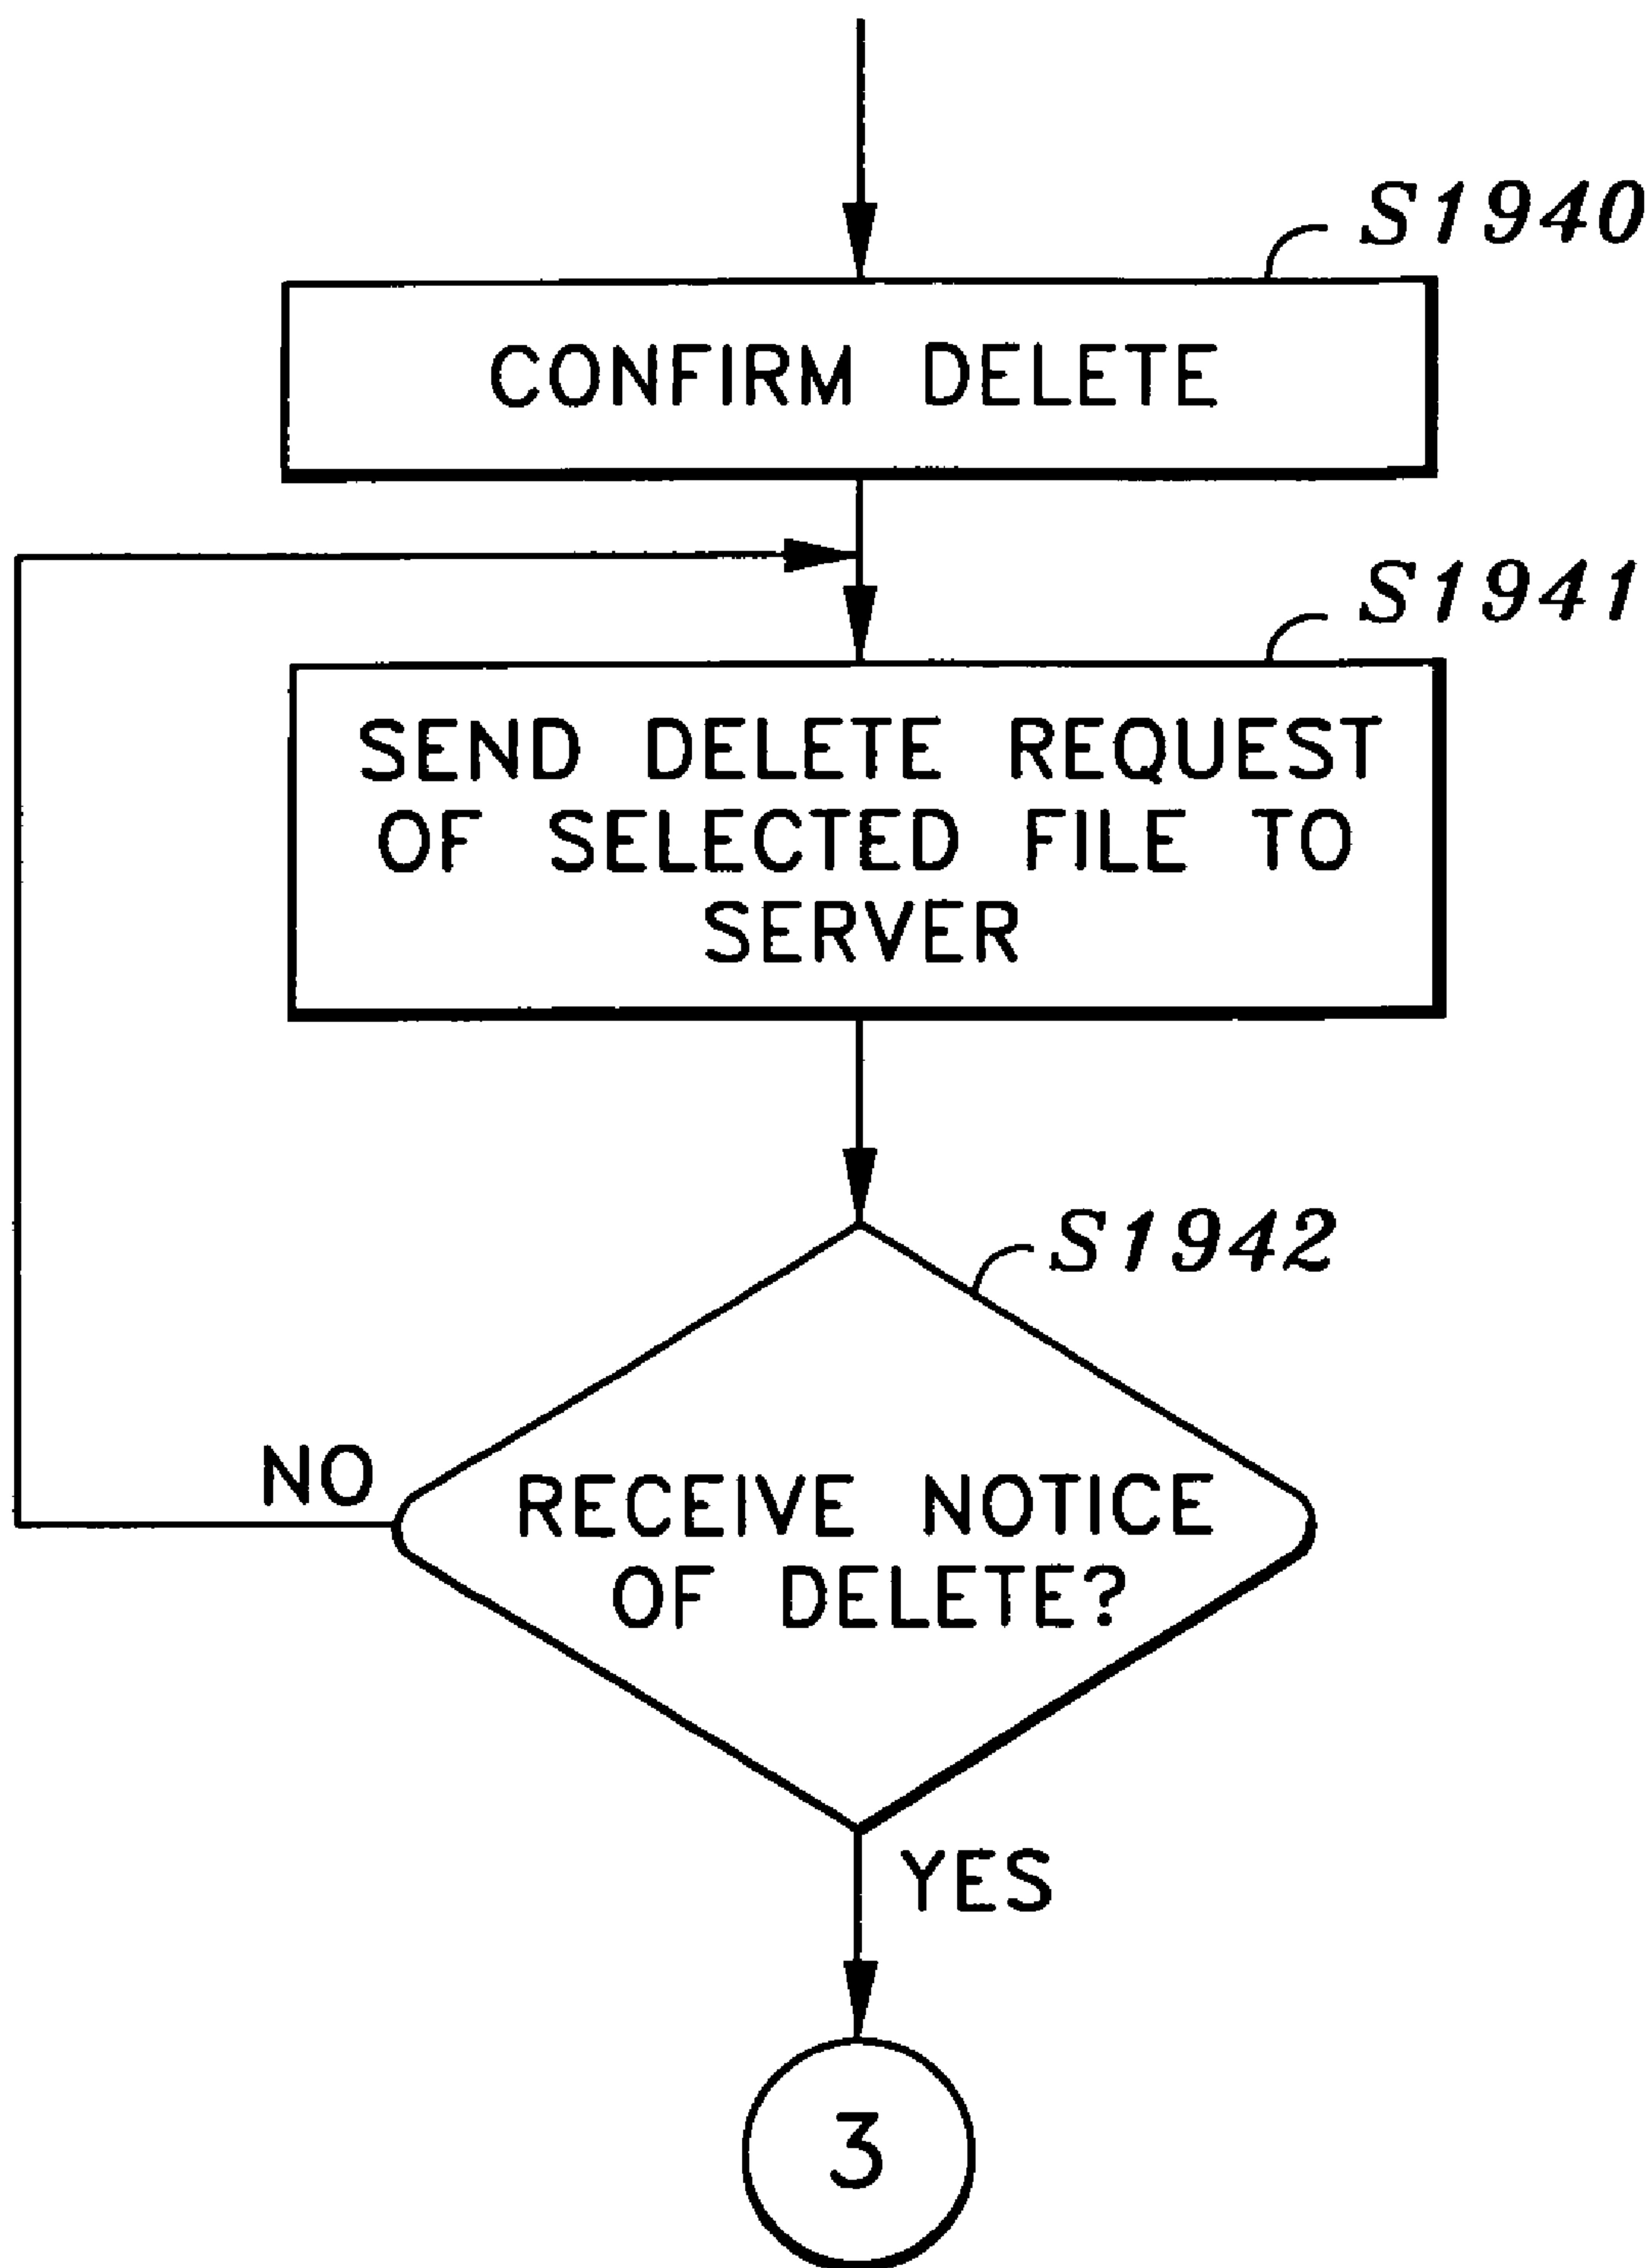 S1940
CONFIRM DELETE
S1941
SEND DELETE REQUEST
OF SELECTED FILE TO
SERVER
S1942
NO
RECEIVE NOTICE
OF DELETE?
YES
3